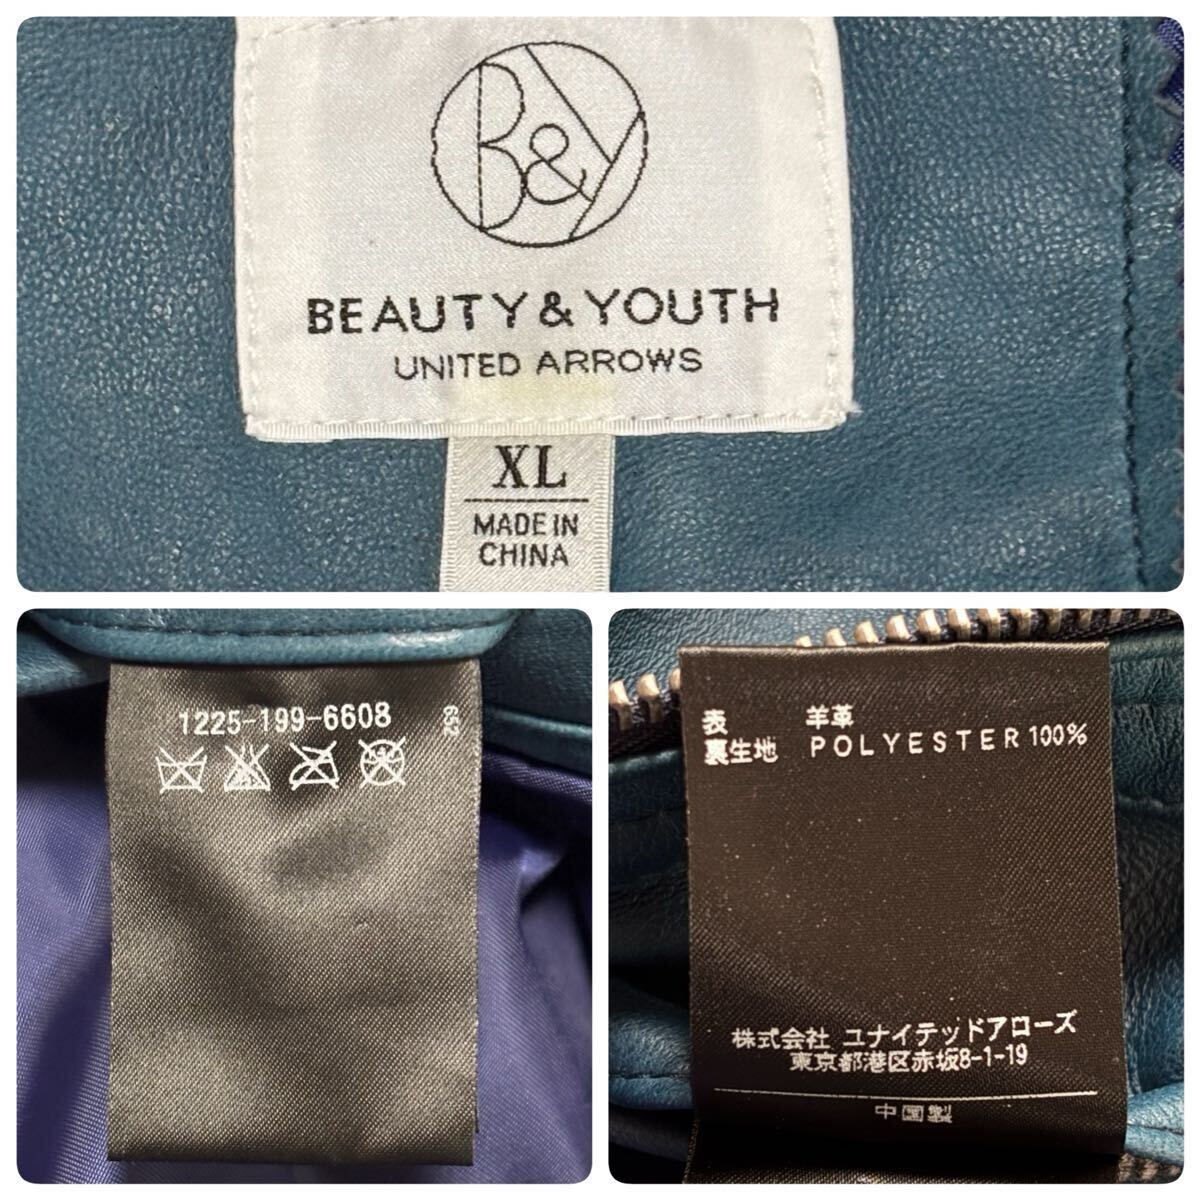 B&Y
BEAUTY & YOUTH
UNITED ARROWS
XL
MADE IN
CHINA
1225-199-6608
652
表 羊革
裏生地 POLYESTER 100%
株式会社 ユナイテッドアローズ
東京都港区赤坂8-1-19
中国製